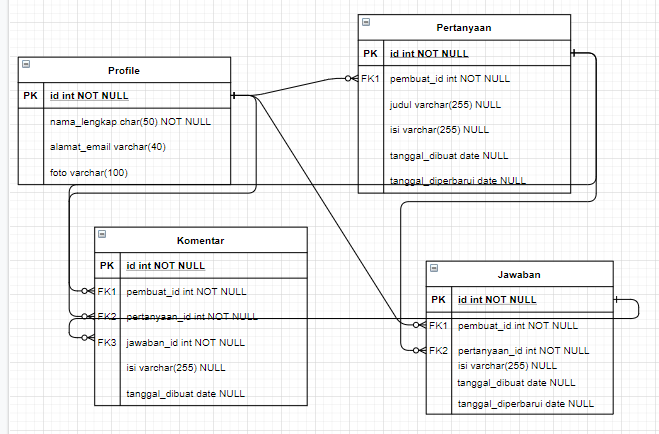 Profile
PK id int NOT NULL
nama_lengkap char(50) NOT NULL
alamat_email varchar(40)
foto varchar(100)
Pertanyaan
PK id int NOT NULL
FK1 pembuat_id int NOT NULL
judul varchar(255) NULL
isi varchar(255) NULL
tanggal_dibuat date NULL
tanggal_diperbarui date NULL
Komentar
PK id int NOT NULL
FK1 pembuat_id int NOT NULL
FK2 pertanyaan_id int NOT NULL
FK3 jawaban_id int NOT NULL
isi varchar(255) NULL
tanggal_dibuat date NULL
Jawaban
PK id int NOT NULL
FK1 pembuat_id int NOT NULL
FK2 pertanyaan_id int NOT NULL
isi varchar(255) NULL
tanggal_dibuat date NULL
tanggal_diperbarui date NULL